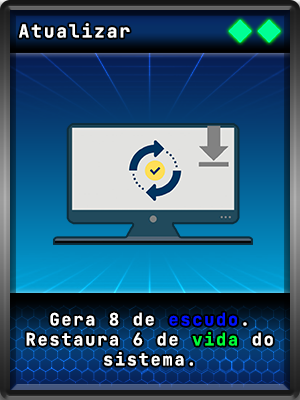 Atualizar
Gera 8 de escudo.
Restaura 6 de vida do
sistema.